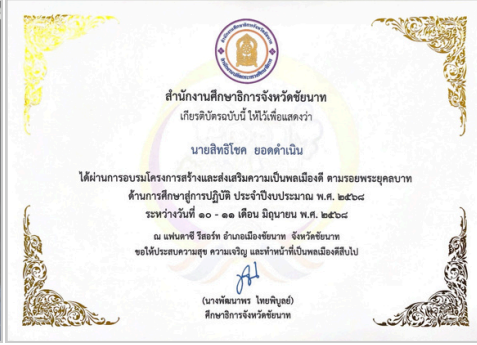 สำนักงานศึกษาธิการจังหวัดชัยนาท
เกียรติบัตรฉบับนี้ ให้ไว้เพื่อแสดงว่า
นายสิทธิโชค ยอดดำเนิน
ได้ผ่านการอบรมโครงการสร้างและส่งเสริมความเป็นพลเมืองดี ตามรอยพระยุคลบาท
ด้านการศึกษาสู่การปฏิบัติ ประจำปีงบประมาณ พ.ศ. ๒๕๖๘
ระหว่างวันที่ ๑๐ - ๑๑ เดือน มิถุนายน พ.ศ. ๒๕๖๘
ณ แฟนตาซี รีสอร์ท อำเภอเมืองชัยนาท จังหวัดชัยนาท
ขอให้ประสบความสุข ความเจริญ และทำหน้าที่เป็นพลเมืองดีสืบไป
(นางพัฒนาพร ไทยพิบูลย์)
ศึกษาธิการจังหวัดชัยนาท